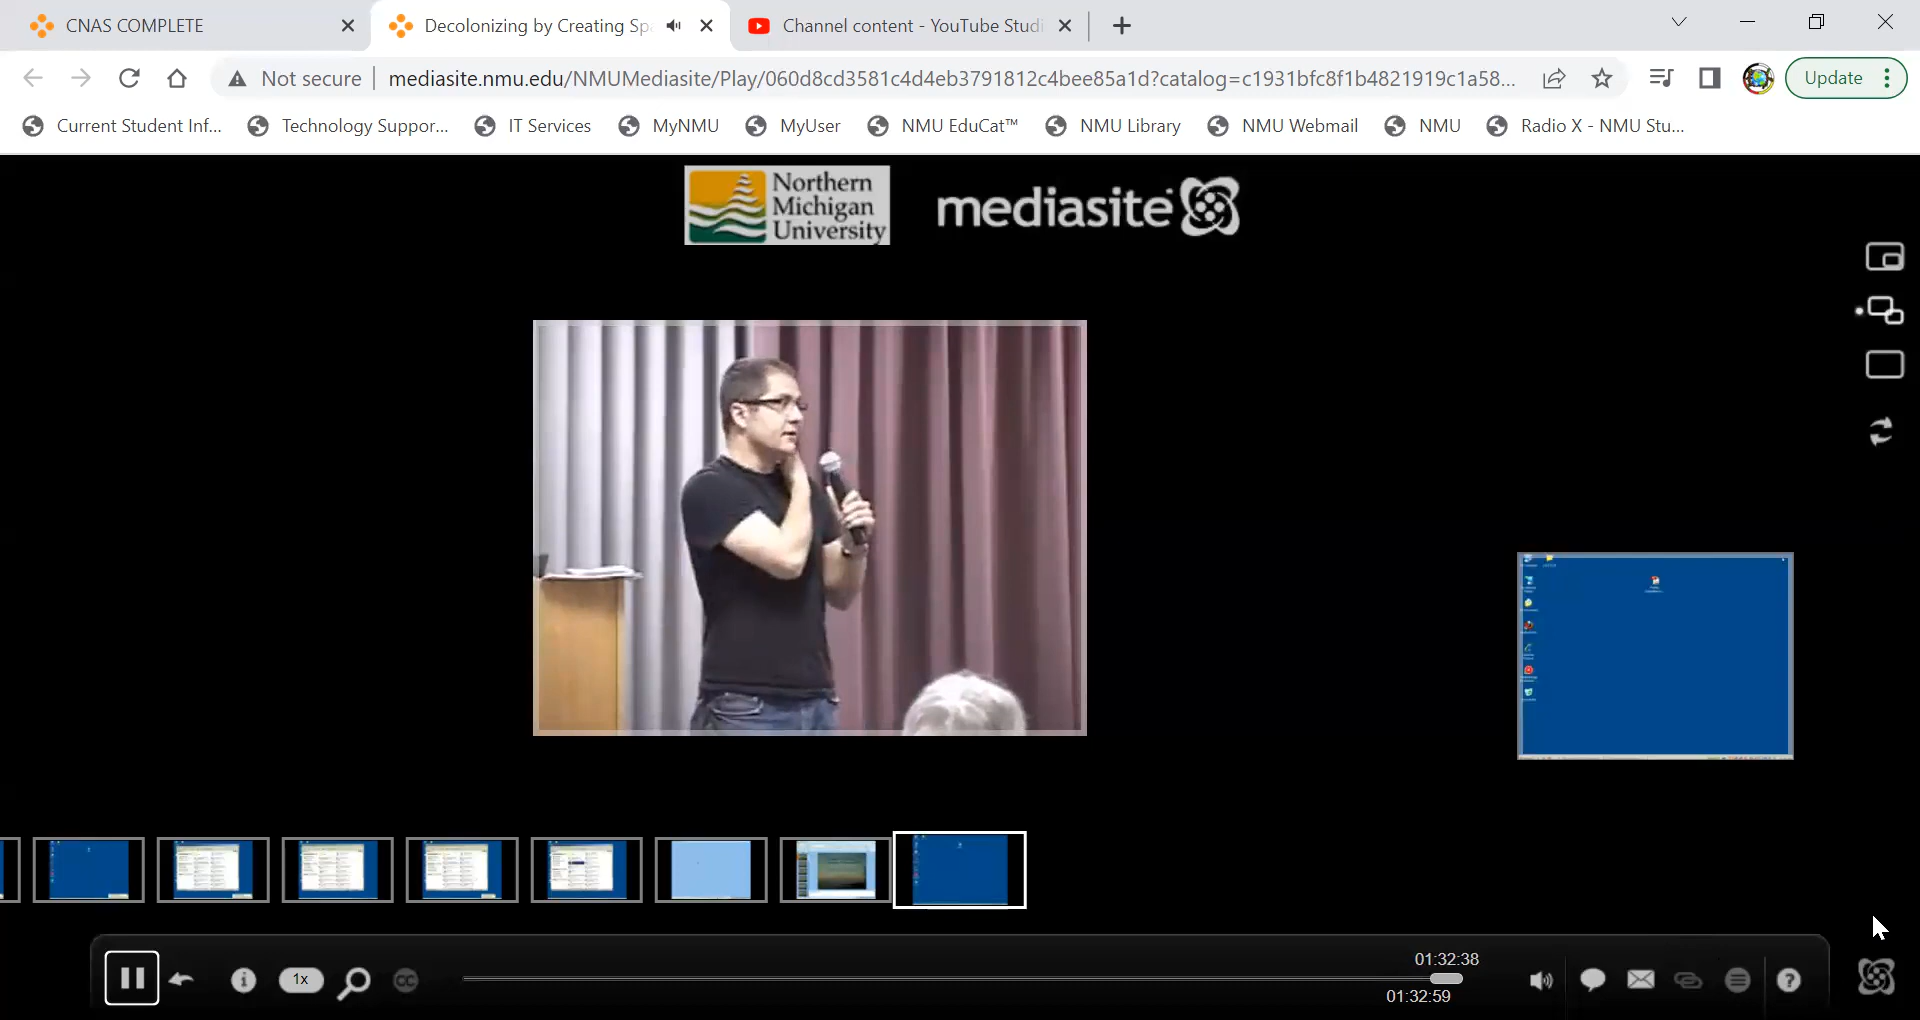 CNAS COMPLETE
Decolonizing by Creating Spa
Channel content - YouTube Studi
Not secure
mediasite.nmu.edu/NMUMediasite/Play/060d8cd3581c4d4eb3791812c4bee85a1d?catalog=c1931bfc8f1b4821919c1a58...
Update
Current Student Inf...
Technology Suppor...
IT Services
MyNMU
MyUser
NMU EduCat™
NMU Library
NMU Webmail
NMU
Radio X - NMU Stu...
Northern
Michigan
University
mediasite
01:32:38
1x
CC
01:32:59